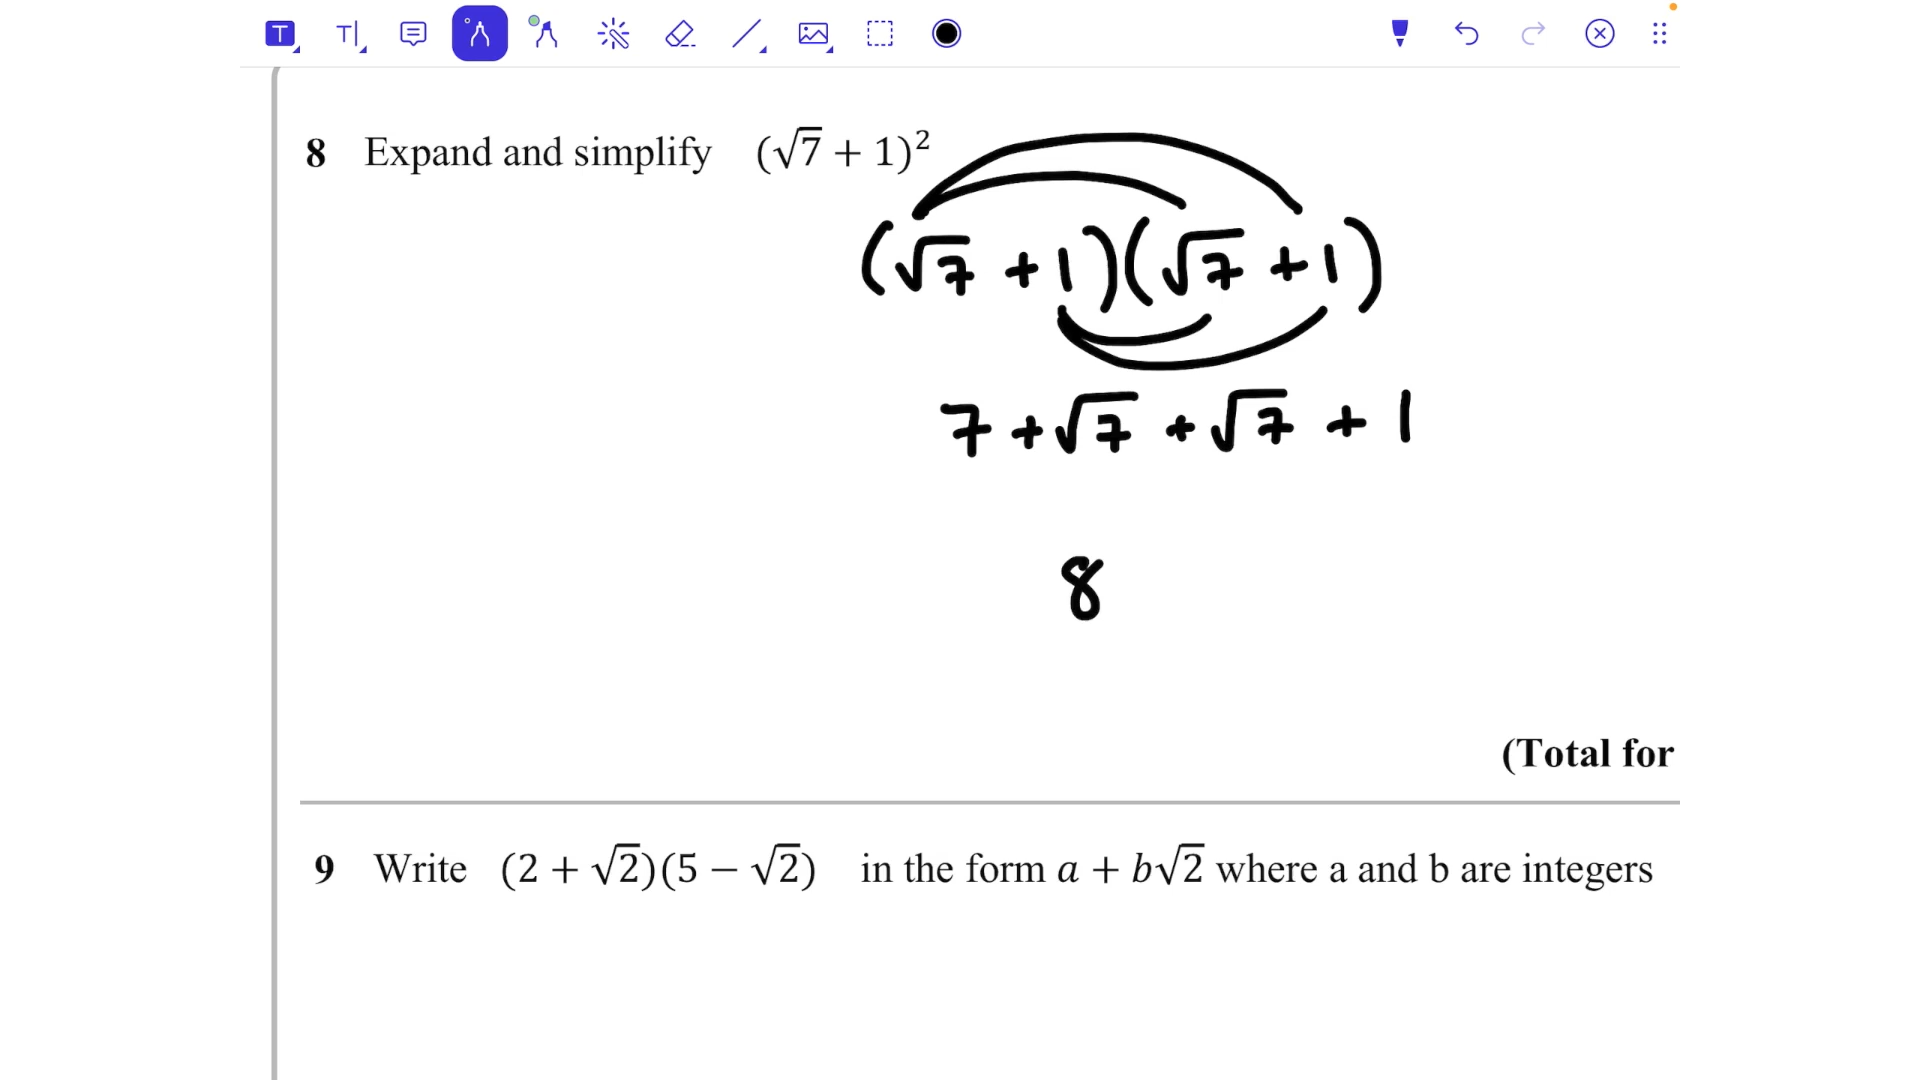 8 Expand and simplify (√7 + 1)²
(√7 + 1)(√7 + 1)
7 + √7 + √7 + 1
8
(Total for
9 Write (2 + √2)(5 − √2) in the form a + b√2 where a and b are integers